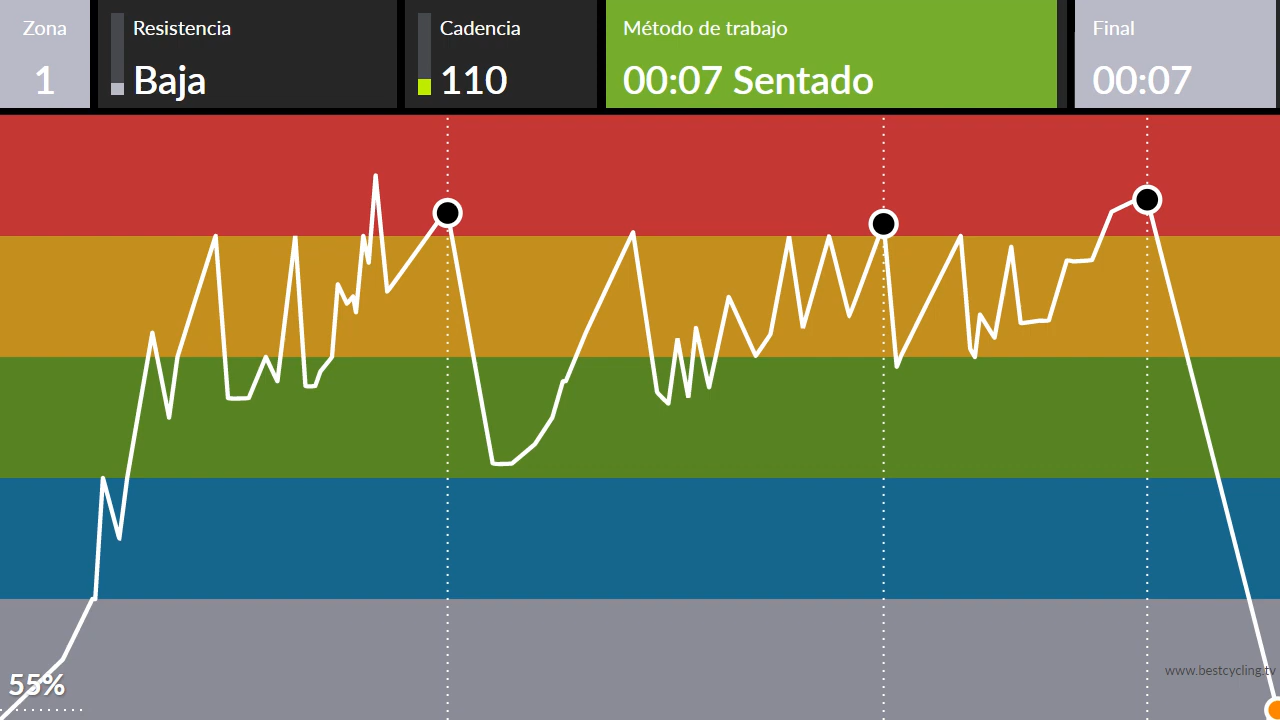 Zona
1
Resistencia
Baja
Cadencia
110
Método de trabajo
00:07 Sentado
Final
00:07
www.bestcycling.tv
55%